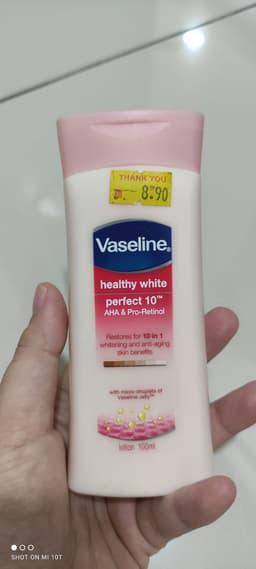 THANK YOU
8.90
Vaseline®
healthy white
perfect 10™
AHA & Pro-Retinol
Restores for 10 in 1
whitening and anti-aging
skin benefits
with micro-droplets of
Vaseline Jelly™
lotion 100ml
SHOT ON MI 10T